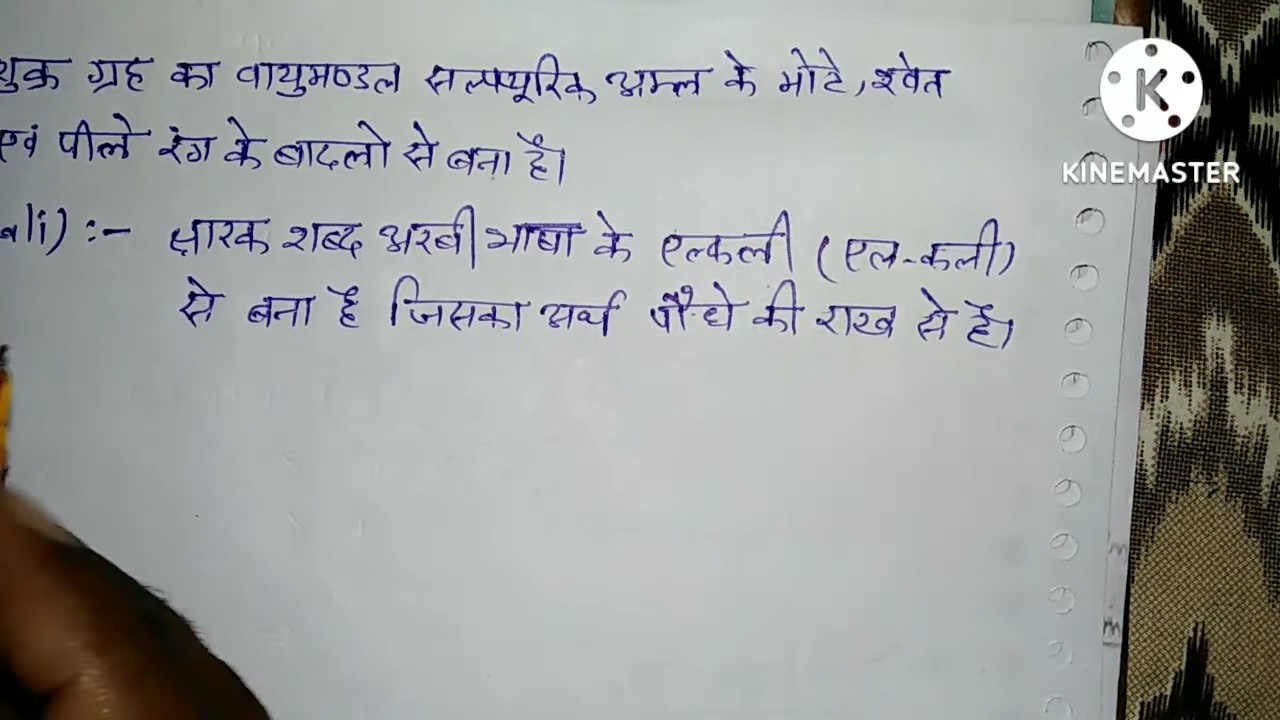 शुक्र ग्रह का वायुमण्डल सल्फ्यूरिक अम्ल के मोटे, श्वेत
एवं पीले रंग के बादलो से बना है।
ali) :- क्षारक शब्द अरबी भाषा के एल्कली (एल-कली)
से बना है जिसका अर्थ पौधे की राख से है।
K
KINEMASTER